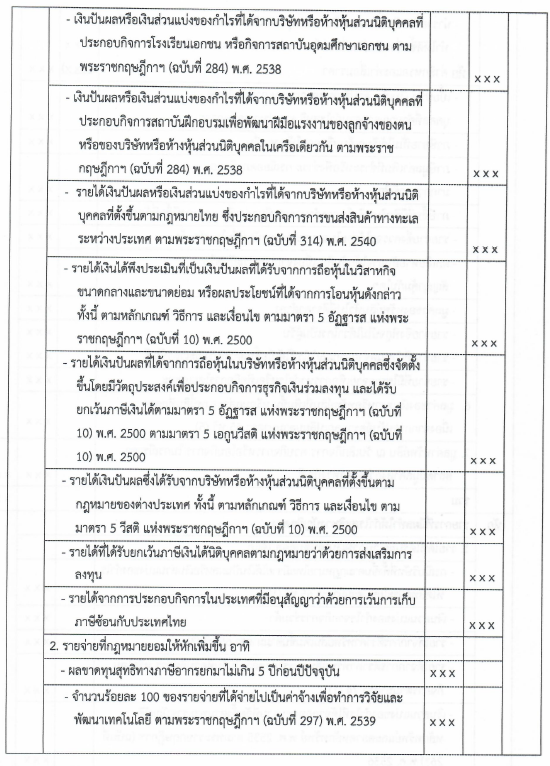 - เงินปันผลหรือเงินส่วนแบ่งของกำไรที่ได้จากบริษัทหรือห้างหุ้นส่วนนิติบุคคลที่
ประกอบกิจการโรงเรียนเอกชน หรือกิจการสถาบันอุดมศึกษาเอกชน ตาม
พระราชกฤษฎีกาฯ (ฉบับที่ 284) พ.ศ. 2538 x x x
- เงินปันผลหรือเงินส่วนแบ่งของกำไรที่ได้จากบริษัทหรือห้างหุ้นส่วนนิติบุคคลที่
ประกอบกิจการสถาบันฝึกอบรมเพื่อพัฒนาฝีมือแรงงานของลูกจ้างของตน
หรือของบริษัทหรือห้างหุ้นส่วนนิติบุคคลในเครือเดียวกัน ตามพระราช
กฤษฎีกาฯ (ฉบับที่ 284) พ.ศ. 2538 x x x
- รายได้เงินปันผลหรือเงินส่วนแบ่งของกำไรที่ได้จากบริษัทหรือห้างหุ้นส่วนนิติ
บุคคลที่ตั้งขึ้นตามกฎหมายไทย ซึ่งประกอบกิจการการขนส่งสินค้าทางทะเล
ระหว่างประเทศ ตามพระราชกฤษฎีกาฯ (ฉบับที่ 314) พ.ศ. 2540 x x x
- รายได้เงินได้พึงประเมินที่เป็นเงินปันผลที่ได้รับจากการถือหุ้นในวิสาหกิจ
ขนาดกลางและขนาดย่อม หรือผลประโยชน์ที่ได้จากการโอนหุ้นดังกล่าว
ทั้งนี้ ตามหลักเกณฑ์ วิธีการ และเงื่อนไข ตามมาตรา 5 อัฏฐารส แห่งพระ
ราชกฤษฎีกาฯ (ฉบับที่ 10) พ.ศ. 2500 x x x
- รายได้เงินปันผลที่ได้จากการถือหุ้นในบริษัทหรือห้างหุ้นส่วนนิติบุคคลซึ่งจัดตั้ง
ขึ้นโดยมีวัตถุประสงค์เพื่อประกอบกิจการธุรกิจเงินร่วมลงทุน และได้รับ
ยกเว้นภาษีเงินได้ตามมาตรา 5 อัฏฐารส แห่งพระราชกฤษฎีกาฯ (ฉบับที่
10) พ.ศ. 2500 ตามมาตรา 5 เอกูนวีสติ แห่งพระราชกฤษฎีกาฯ (ฉบับที่
10) พ.ศ. 2500 x x x
- รายได้เงินปันผลซึ่งได้รับจากบริษัทหรือห้างหุ้นส่วนนิติบุคคลที่ตั้งขึ้นตาม
กฎหมายของต่างประเทศ ทั้งนี้ ตามหลักเกณฑ์ วิธีการ และเงื่อนไข ตาม
มาตรา 5 วีสติ แห่งพระราชกฤษฎีกาฯ (ฉบับที่ 10) พ.ศ. 2500 x x x
- รายได้ที่ได้รับยกเว้นภาษีเงินได้นิติบุคคลตามกฎหมายว่าด้วยการส่งเสริมการ
ลงทุน x x x
- รายได้จากการประกอบกิจการในประเทศที่มีอนุสัญญาว่าด้วยการเว้นการเก็บ
ภาษีซ้อนกับประเทศไทย x x x
2. รายจ่ายที่กฎหมายยอมให้หักเพิ่มขึ้น อาทิ
- ผลขาดทุนสุทธิทางภาษีอากรยกมาไม่เกิน 5 ปีก่อนปีปัจจุบัน x x x
- จำนวนร้อยละ 100 ของรายจ่ายที่ได้จ่ายไปเป็นค่าจ้างเพื่อทำการวิจัยและ
พัฒนาเทคโนโลยี ตามพระราชกฤษฎีกาฯ (ฉบับที่ 297) พ.ศ. 2539 x x x